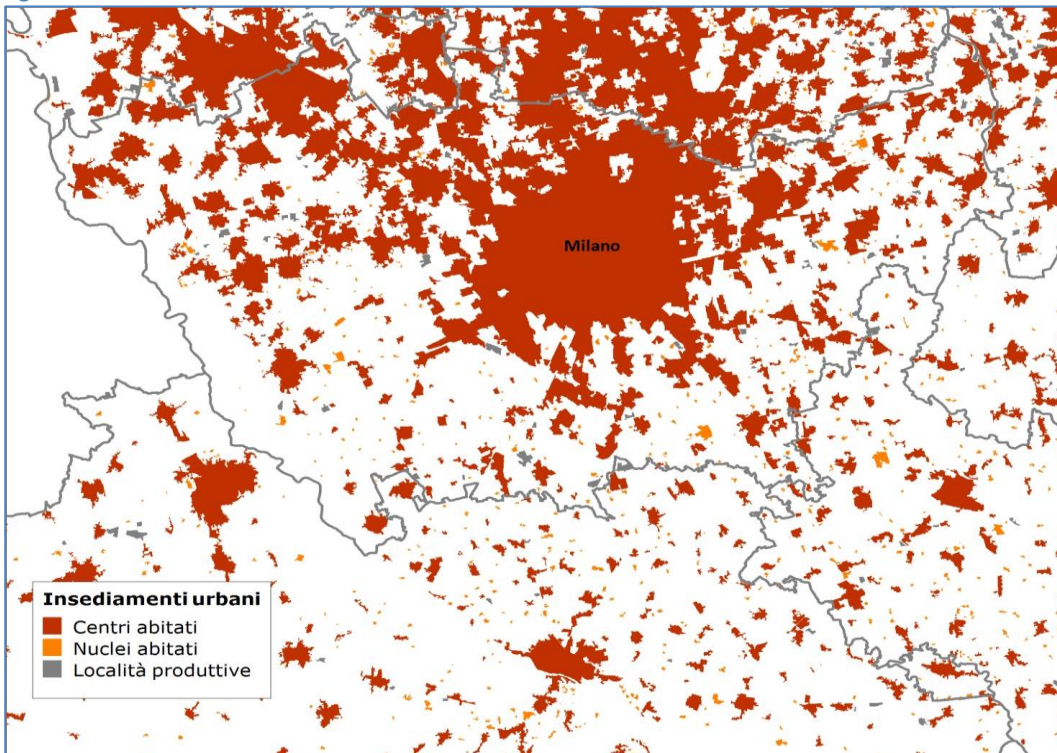 Milano
Insediamenti urbani
Centri abitati
Nuclei abitati
Località produttive